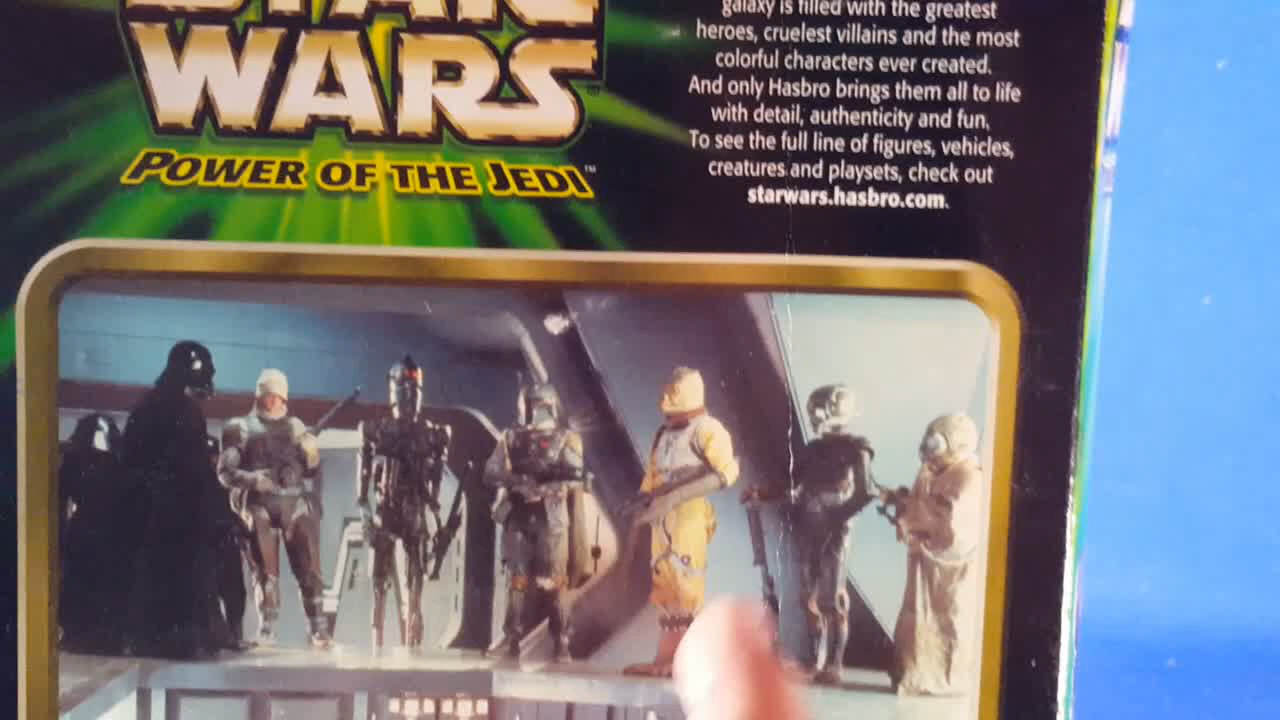 STAR
WARS
POWER OF THE JEDI™
galaxy is filled with the greatest
heroes, cruelest villains and the most
colorful characters ever created.
And only Hasbro brings them all to life
with detail, authenticity and fun.
To see the full line of figures, vehicles,
creatures and playsets, check out
starwars.hasbro.com.